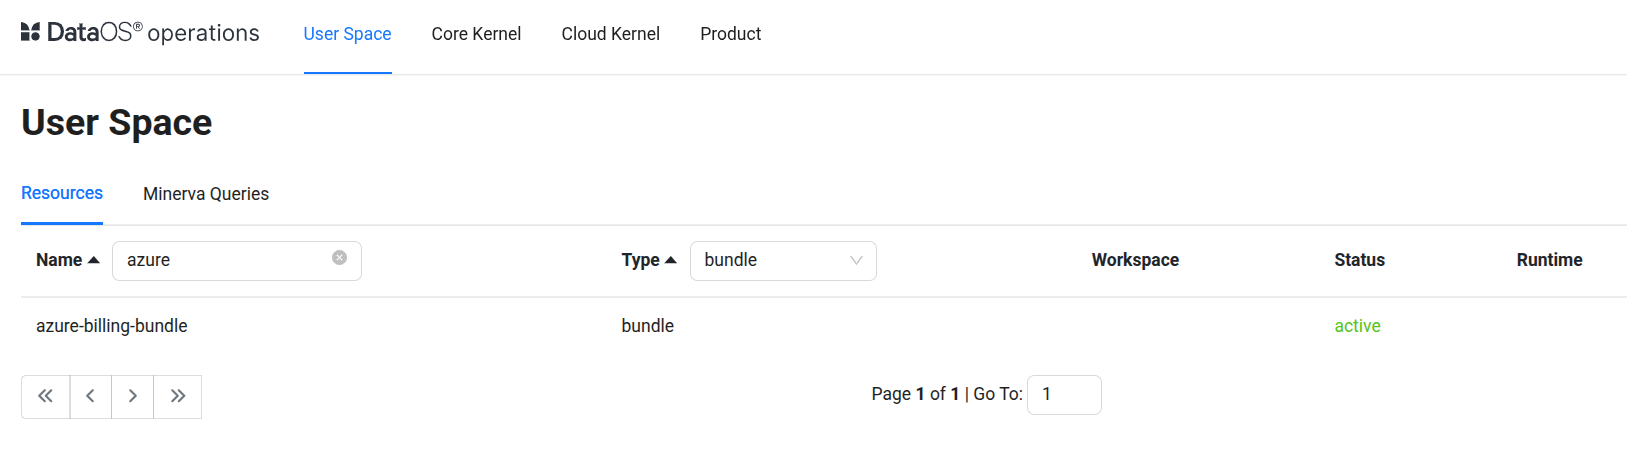 DataOS® operations User Space Core Kernel Cloud Kernel Product
User Space
Resources Minerva Queries
Name azure Type bundle Workspace Status Runtime
azure-billing-bundle bundle active
Page 1 of 1 | Go To: 1